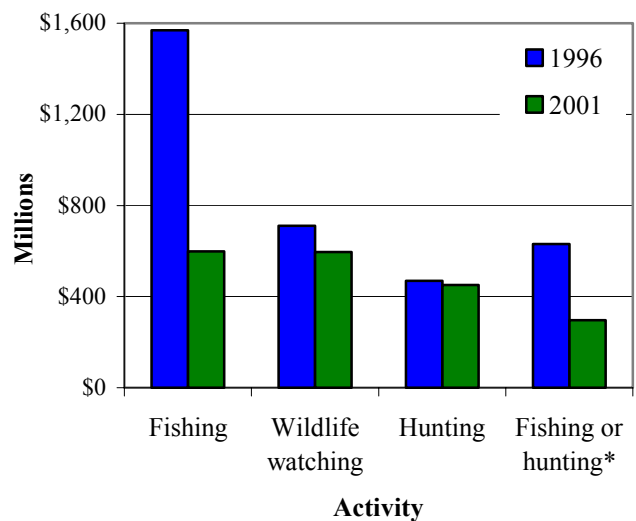 $1,600
$1,200
$800
$400
$0
Millions
1996
2001
Fishing
Wildlife
watching
Hunting
Fishing or
hunting*
Activity